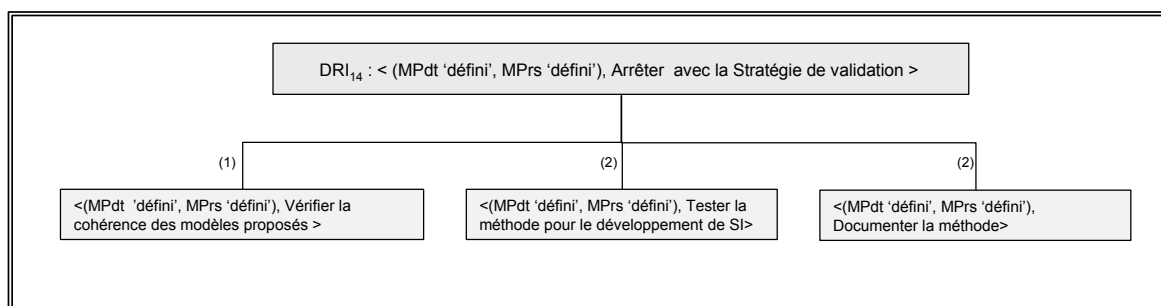 DRI14 : < (MPdt ‘défini’, MPrs ‘défini’), Arrêter avec la Stratégie de validation >
(1)
(2)
(2)
<(MPdt ’défini’, MPrs ‘défini’), Vérifier la
cohérence des modèles proposés >
<(MPdt ‘défini’, MPrs ‘défini’), Tester la
méthode pour le développement de SI>
<(MPdt ‘défini’, MPrs ‘défini’),
Documenter la méthode>